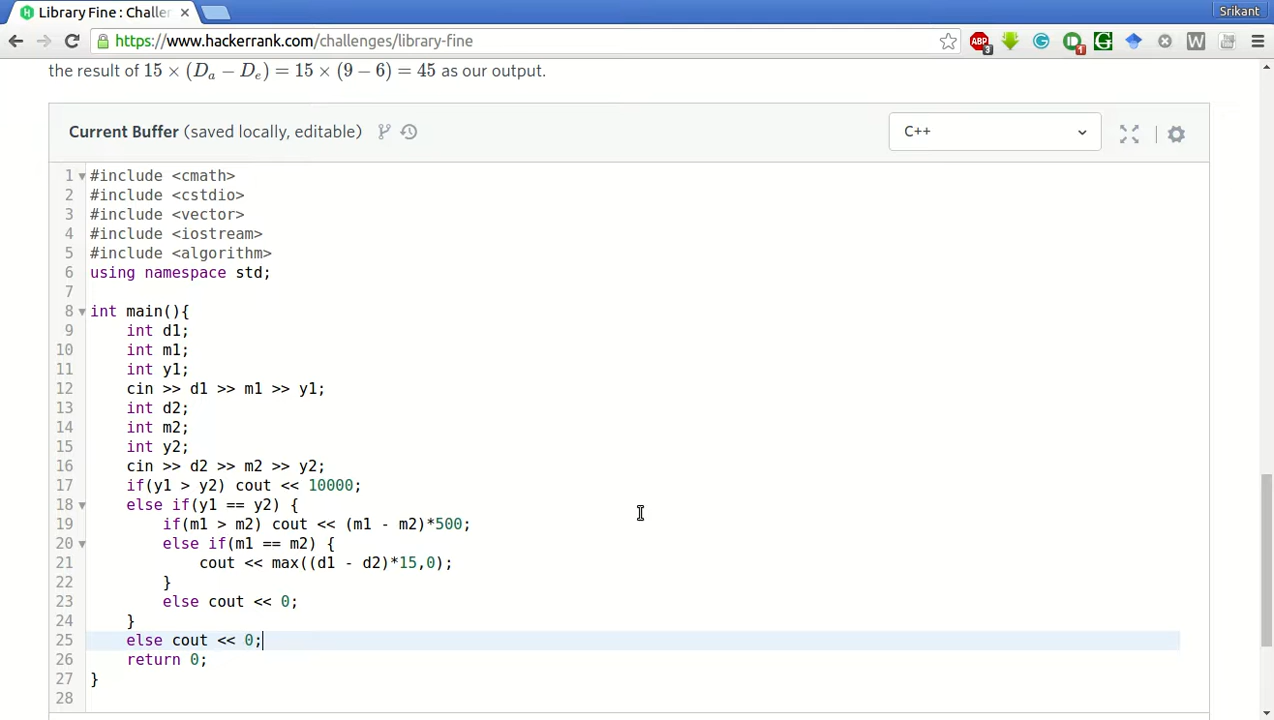 Library Fine : Challer
Srikant
https://www.hackerrank.com/challenges/library-fine
ABP
3
1
G
W
the result of 15 × (Da − De) = 15 × (9 − 6) = 45 as our output.
Current Buffer (saved locally, editable)
C++
1 #include <cmath>
2 #include <cstdio>
3 #include <vector>
4 #include <iostream>
5 #include <algorithm>
6 using namespace std;
7
8 int main(){
9     int d1;
10     int m1;
11     int y1;
12     cin >> d1 >> m1 >> y1;
13     int d2;
14     int m2;
15     int y2;
16     cin >> d2 >> m2 >> y2;
17     if(y1 > y2) cout << 10000;
18     else if(y1 == y2) {
19         if(m1 > m2) cout << (m1 - m2)*500;
20         else if(m1 == m2) {
21             cout << max((d1 - d2)*15,0);
22         }
23         else cout << 0;
24     }
25     else cout << 0;
26     return 0;
27 }
28